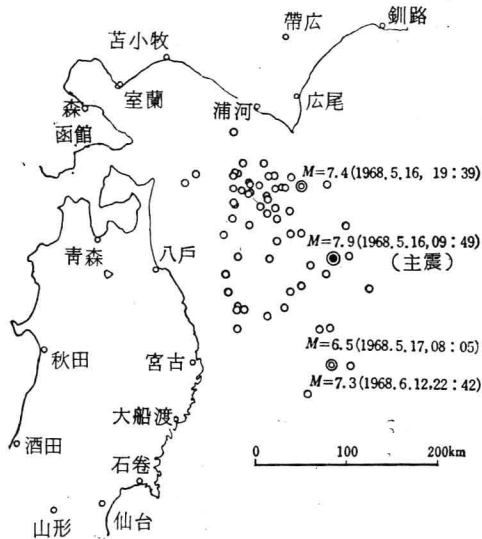 釧路
帶広
苫小牧
室蘭
広尾
浦河
森
函館
M=7.4(1968.5.16, 19:39)
M=7.9(1968.5.16,09:49)
(主震)
青森
八戶
M=6.5(1968.5.17,08:05)
秋田
宮古
M=7.3(1968.6.12,22:42)
大船渡
酒田
石巻
0 100 200km
仙台
山形